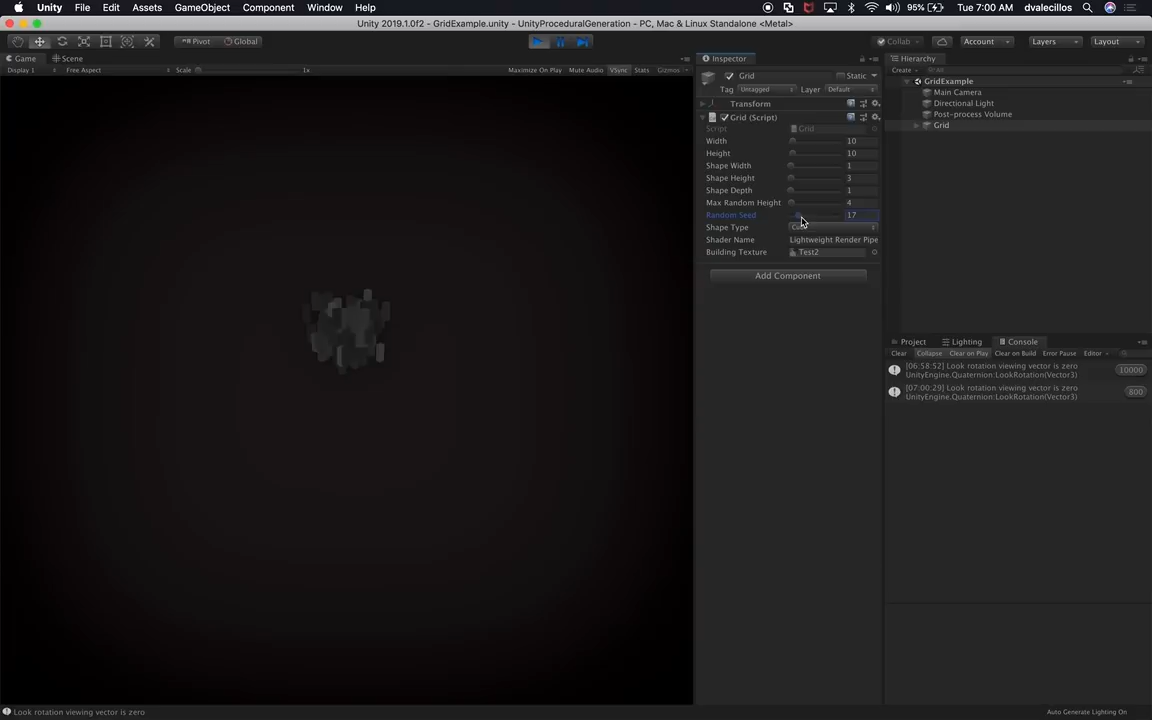 Unity File Edit Assets GameObject Component Window Help 95% Tue 7:00 AM dvalecillos
Unity 2019.1.0f2 - GridExample.unity - UnityProceduralGeneration - PC, Mac & Linux Standalone <Metal>
Pivot Global Collab Account Layers Layout
Game Scene
Display 1 Free Aspect Scale 1x Maximize On Play Mute Audio VSync Stats Gizmos
Inspector
Grid Static
Tag Untagged Layer Default
Transform
Grid (Script)
Script Grid
Width 10
Height 10
Shape Width 1
Shape Height 3
Shape Depth 1
Max Random Height 4
Random Seed 17
Shape Type
Shader Name Lightweight Render Pipe
Building Texture Test2
Add Component
Hierarchy
Create All
GridExample
Main Camera
Directional Light
Post-process Volume
Grid
Project Lighting Console
Clear Collapse Clear on Play Clear on Build Error Pause Editor
[06:58:52] Look rotation viewing vector is zero
UnityEngine.Quaternion:LookRotation(Vector3) 10000
[07:00:29] Look rotation viewing vector is zero
UnityEngine.Quaternion:LookRotation(Vector3) 800
Look rotation viewing vector is zero
Auto Generate Lighting On